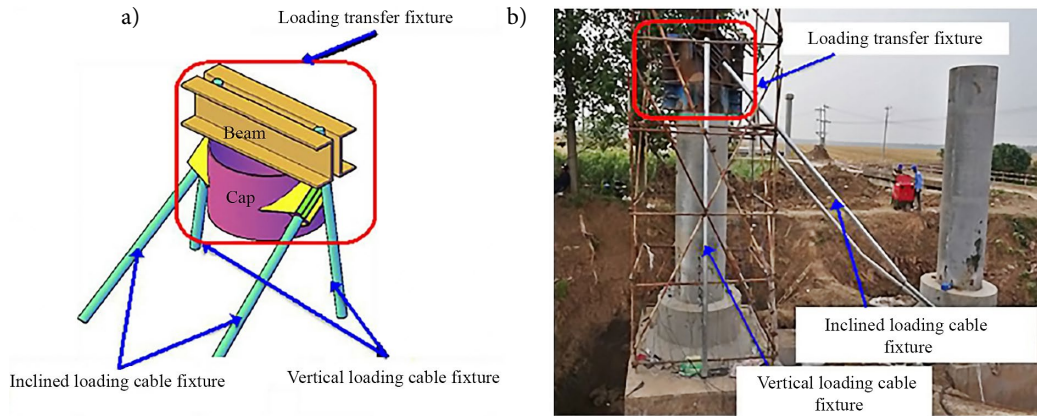 a)
Loading transfer fixture
Beam
Cap
Inclined loading cable fixture
Vertical loading cable fixture
b)
Loading transfer fixture
Inclined loading cable
fixture
Vertical loading cable
fixture